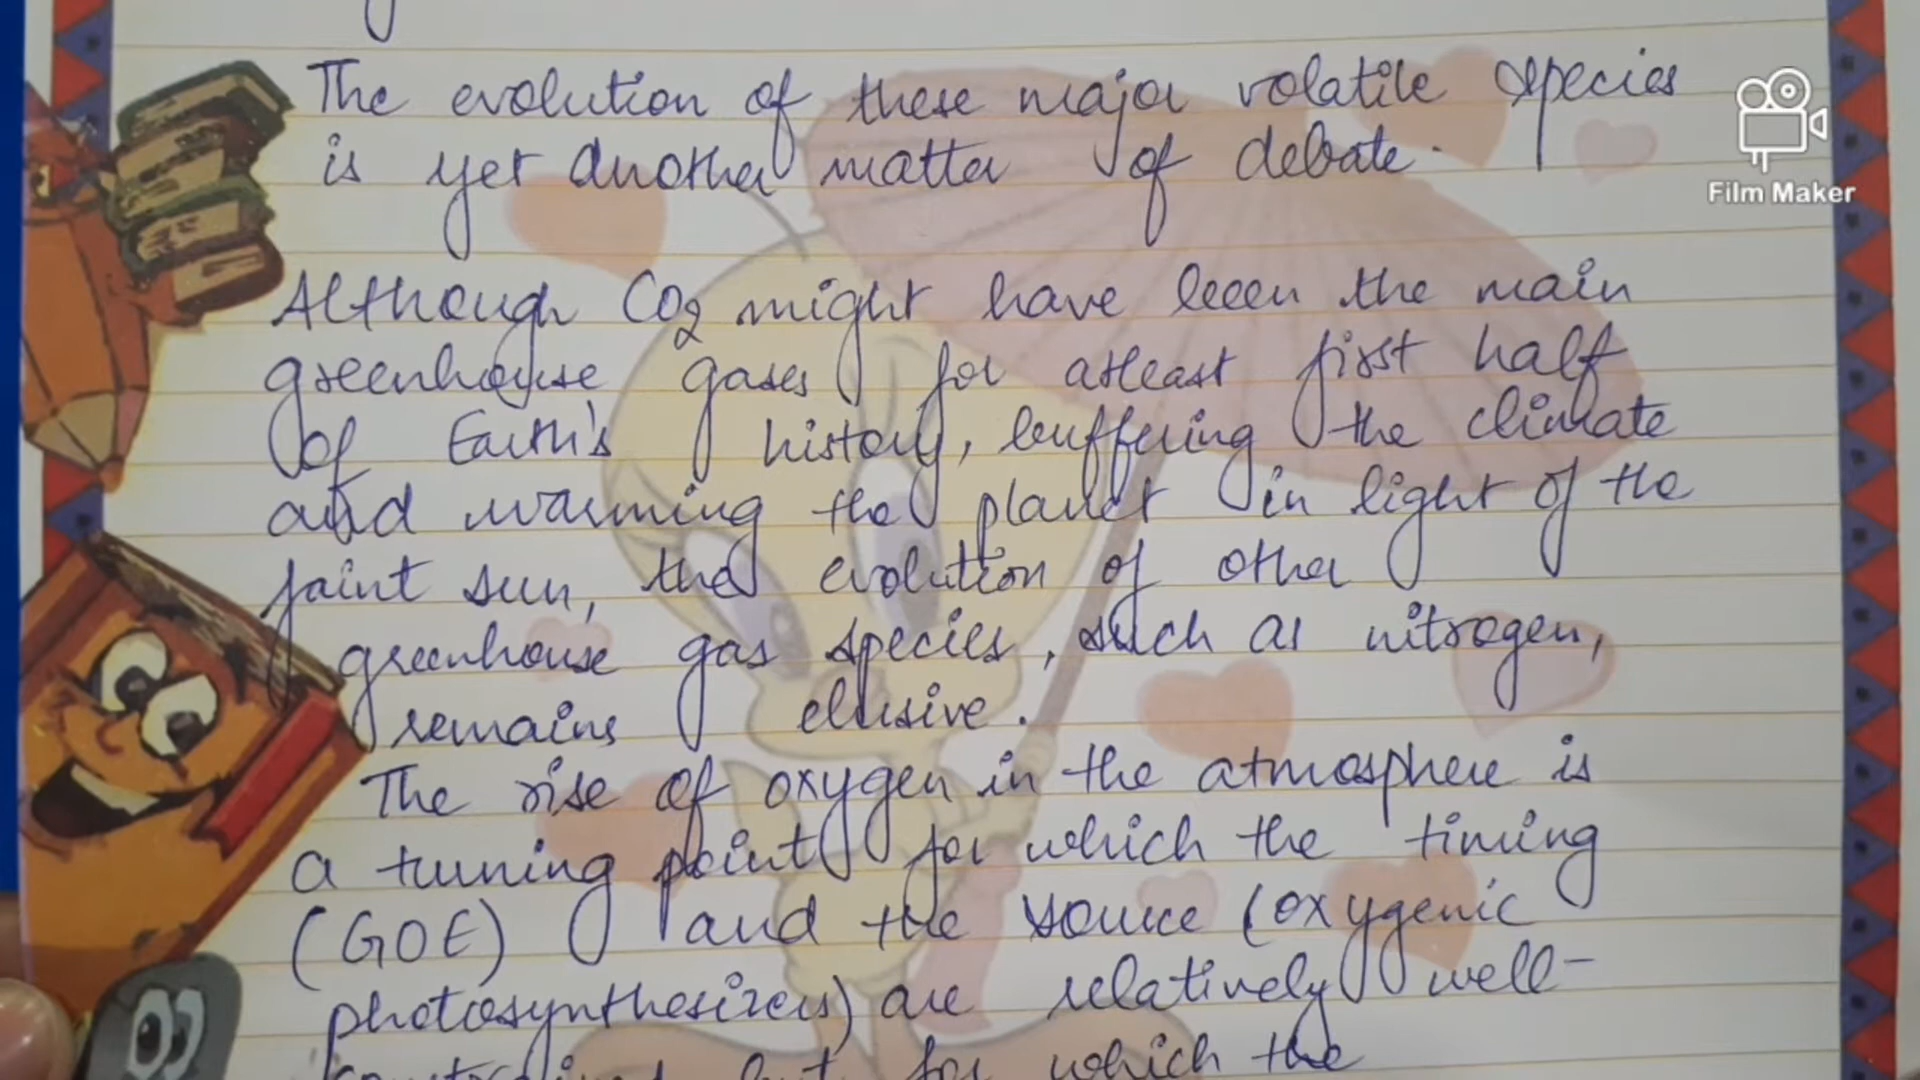 The evolution of these major volatile species
is yet another matter of debate.
Film Maker
Although CO₂ might have been the main
greenhouse gases for atleast first half
of Earth's history, buffering the climate
and warming the planet in light of the
faint sun, the evolution of other
greenhouse gas species, such as nitrogen,
remains elusive.
The rise of oxygen in the atmosphere is
a turning point for which the timing
(GOE) and the source (oxygenic
photosynthesizers) are relatively well-
but for which the